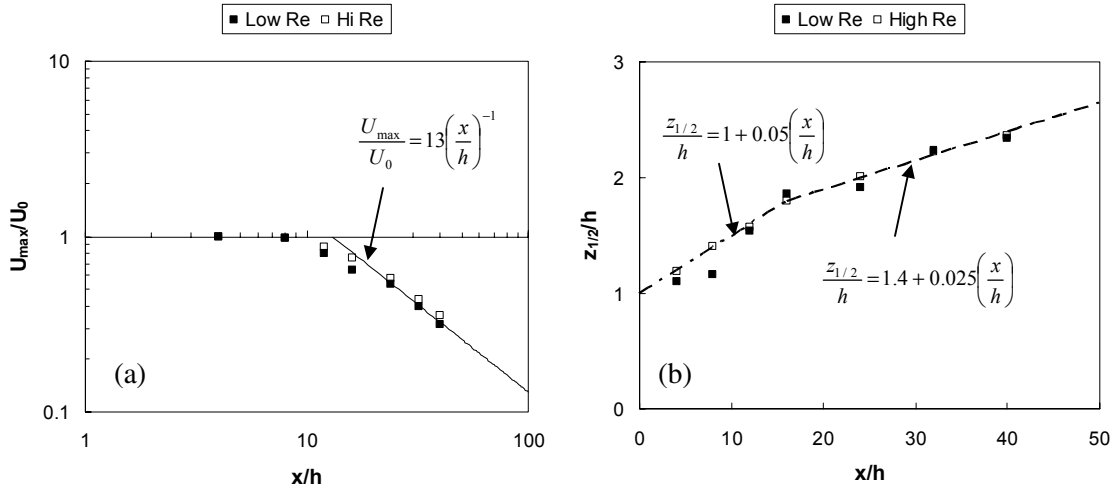 ■ Low Re □ Hi Re
U_max/U_0
10
1
0.1
U_max/U_0 = 13(x/h)^-1
(a)
1 10 100
x/h
■ Low Re □ High Re
z_1/2/h
3
2
1
0
z_1/2/h = 1 + 0.05(x/h)
z_1/2/h = 1.4 + 0.025(x/h)
(b)
0 10 20 30 40 50
x/h